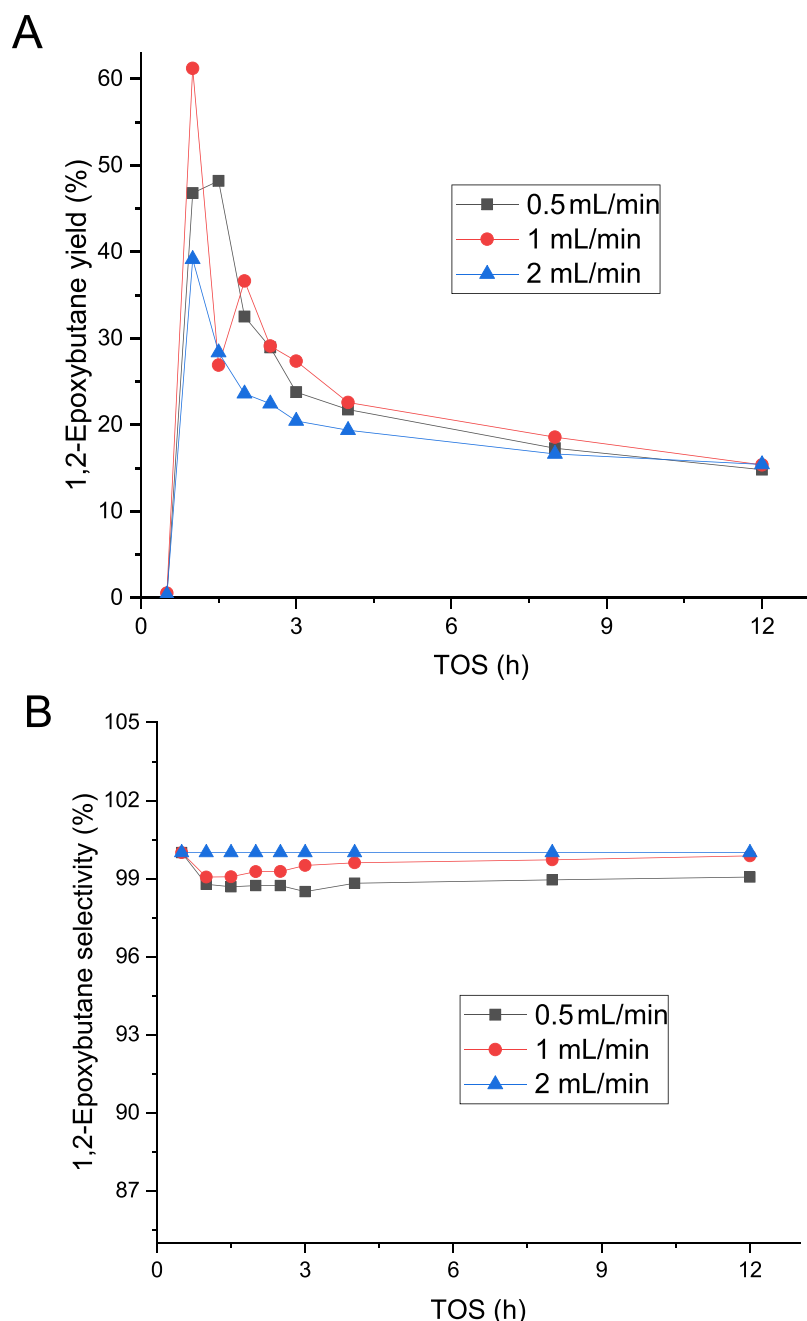 A
1,2-Epoxybutane yield (%)
60
50
40
30
20
10
0
0.5 mL/min
1 mL/min
2 mL/min
0 3 6 9 12
TOS (h)
B
1,2-Epoxybutane selectivity (%)
105
102
99
96
93
90
87
0.5 mL/min
1 mL/min
2 mL/min
0 3 6 9 12
TOS (h)